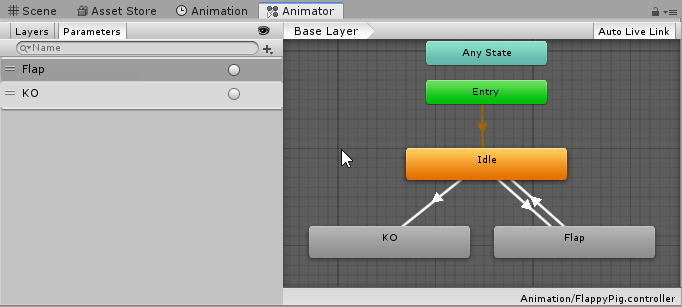 Scene Asset Store Animation Animator
Layers Parameters Base Layer Auto Live Link
Name
Flap
KO
Any State
Entry
Idle
KO Flap
Animation/FlappyPig.controller